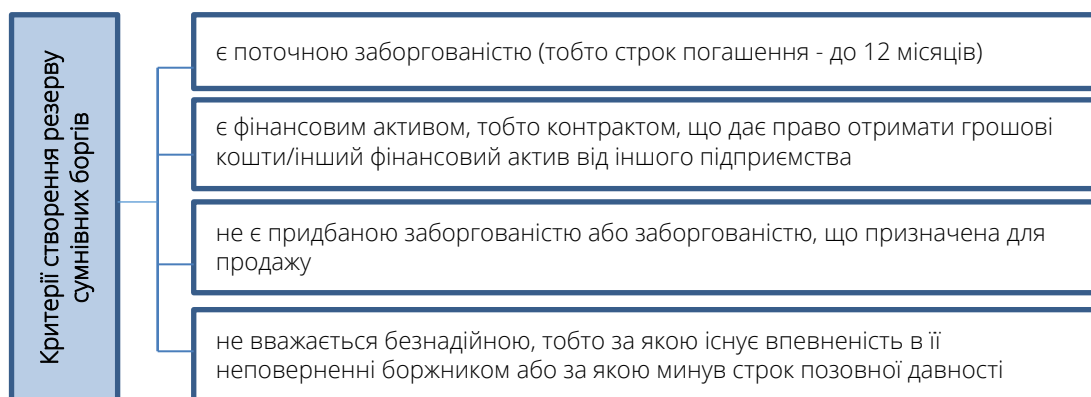 Критерії створення резерву
сумнівних боргів
є поточною заборгованістю (тобто строк погашення - до 12 місяців)
є фінансовим активом, тобто контрактом, що дає право отримати грошові
кошти/інший фінансовий актив від іншого підприємства
не є придбаною заборгованістю або заборгованістю, що призначена для
продажу
не вважається безнадійною, тобто за якою існує впевненість в її
неповерненні боржником або за якою минув строк позовної давності